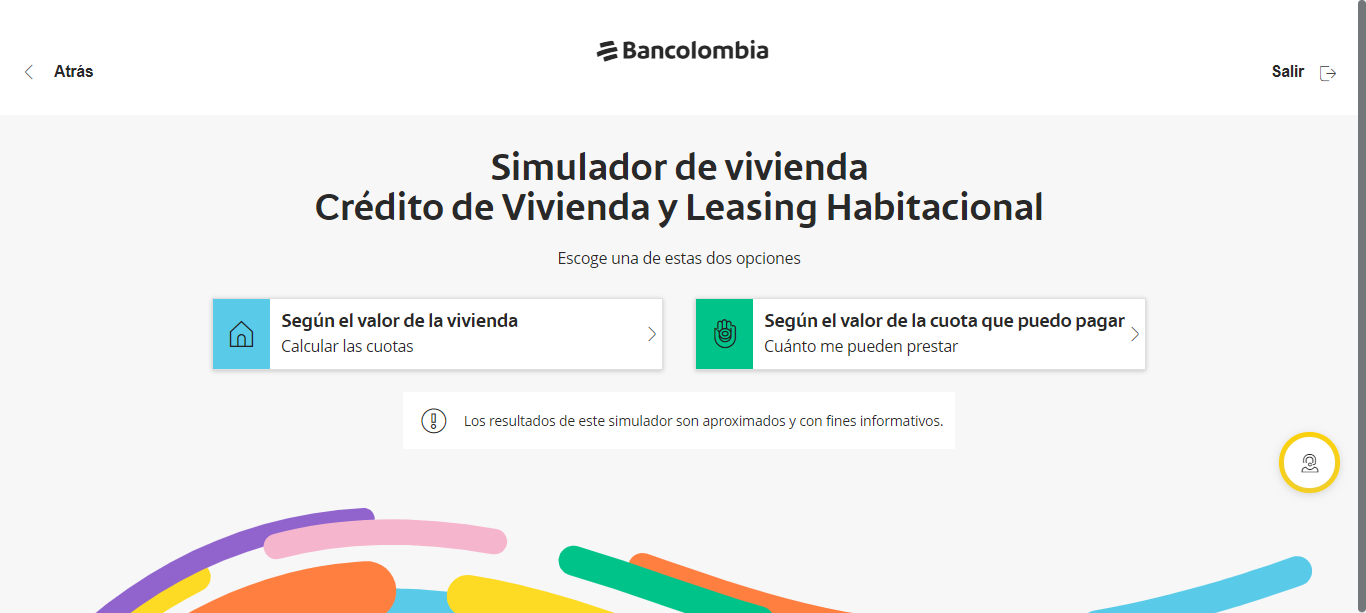 Bancolombia
Atrás
Salir
Simulador de vivienda
Crédito de Vivienda y Leasing Habitacional
Escoge una de estas dos opciones
Según el valor de la vivienda
Calcular las cuotas
Según el valor de la cuota que puedo pagar
Cuánto me pueden prestar
Los resultados de este simulador son aproximados y con fines informativos.